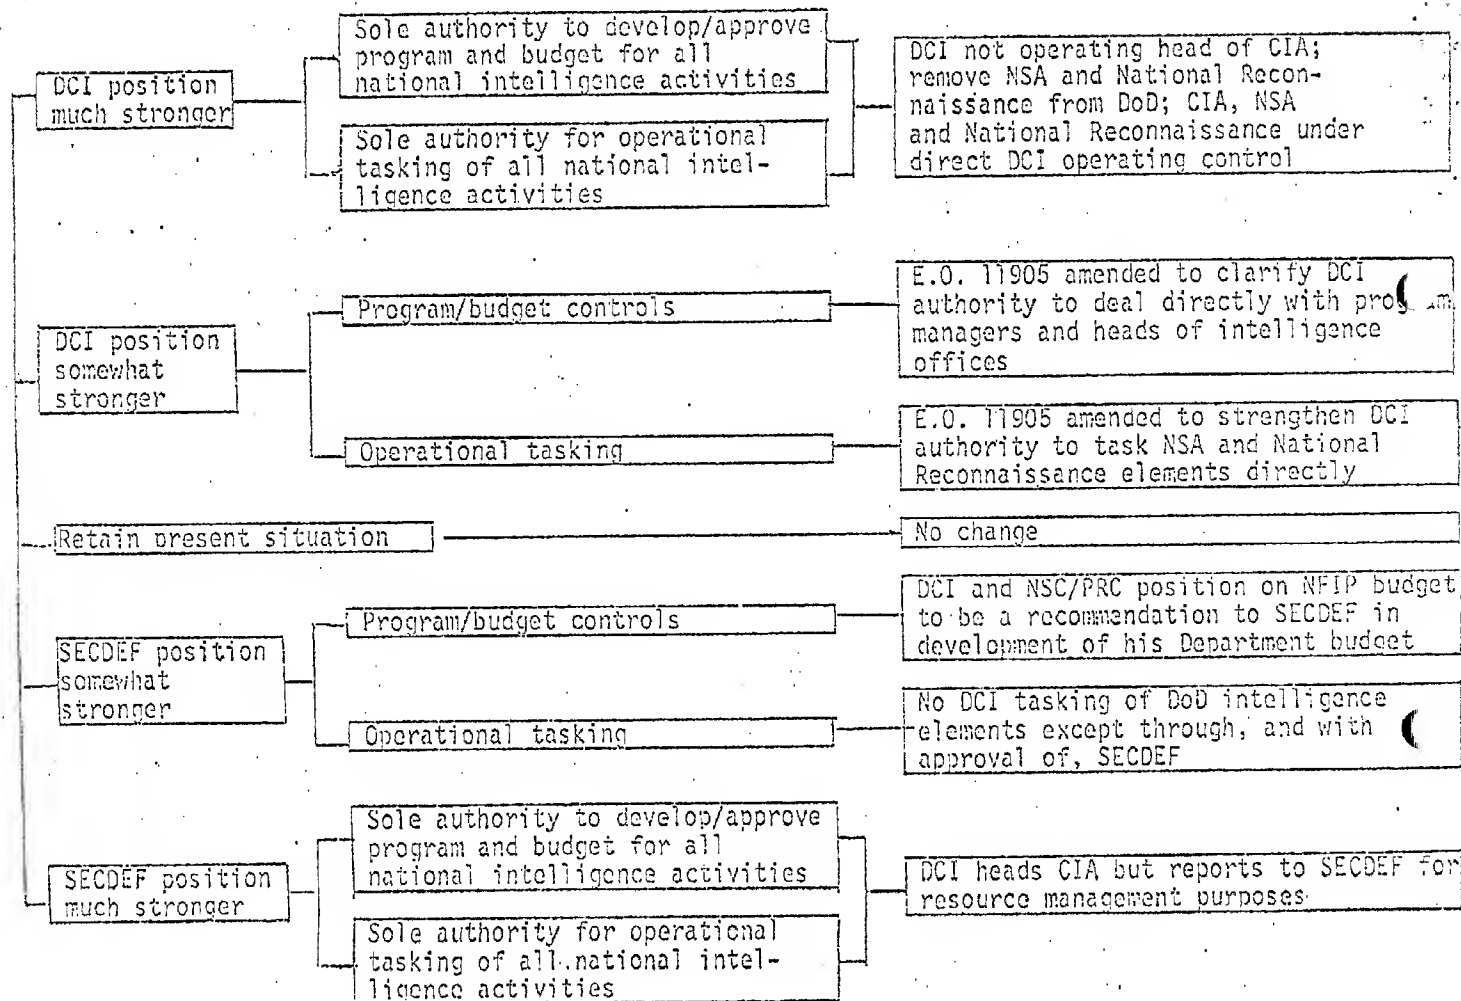 DCI position
much stronger
Sole authority to develop/approve
program and budget for all
national intelligence activities
Sole authority for operational
tasking of all national intel-
ligence activities
DCI not operating head of CIA;
remove NSA and National Recon-
naissance from DoD; CIA, NSA
and National Reconnaissance under
direct DCI operating control
DCI position
somewhat
stronger
Program/budget controls
E.O. 11905 amended to clarify DCI
authority to deal directly with
managers and heads of intelligence
offices
Operational tasking
E.O. 11905 amended to strengthen DCI
authority to task NSA and National
Reconnaissance elements directly
Retain present situation
No change
SECDEF position
somewhat
stronger
Program/budget controls
DCI and NSC/PRC position on NFIP budget
to be a recommendation to SECDEF in
development of his Department budget
Operational tasking
No DCI tasking of DoD intelligence
elements except through, and with
approval of, SECDEF
SECDEF position
much stronger
Sole authority to develop/approve
program and budget for all
national intelligence activities
Sole authority for operational
tasking of all national intel-
ligence activities
DCI heads CIA but reports to SECDEF for
resource management purposes